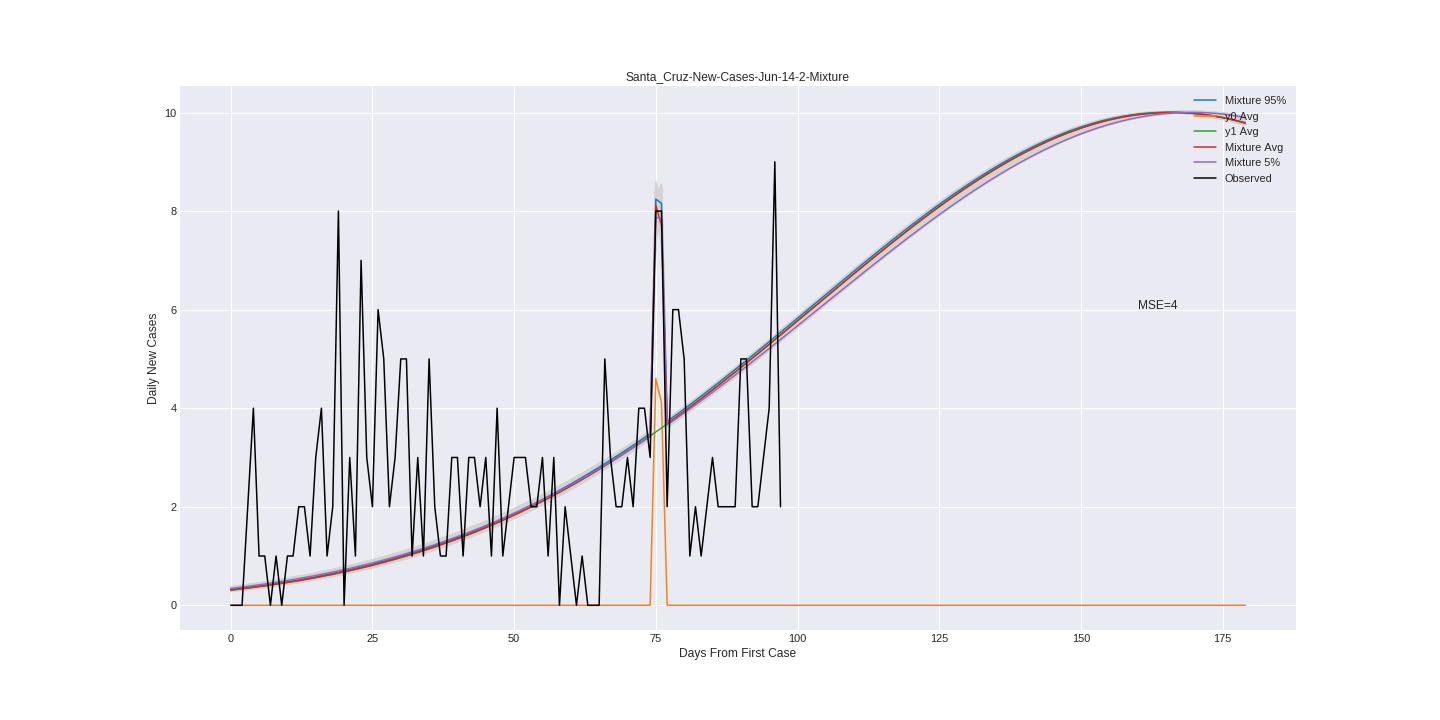 Santa_Cruz-New-Cases-Jun-14-2-Mixture
Mixture 95%
y0 Avg
y1 Avg
Mixture Avg
Mixture 5%
Observed
MSE=4
Daily New Cases
10
8
6
4
2
0
0 25 50 75 100 125 150 175
Days From First Case